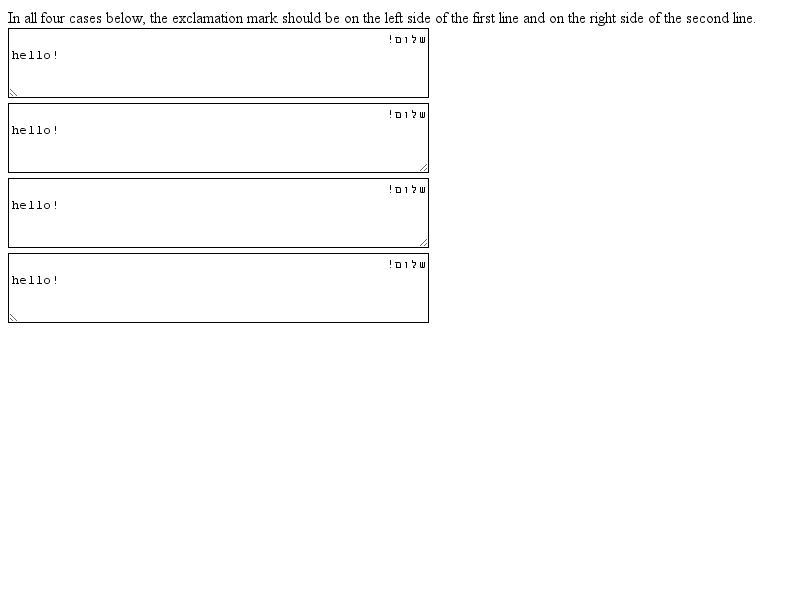 In all four cases below, the exclamation mark should be on the left side of the first line and on the right side of the second line.
שלום!
hello!
שלום!
hello!
שלום!
hello!
שלום!
hello!